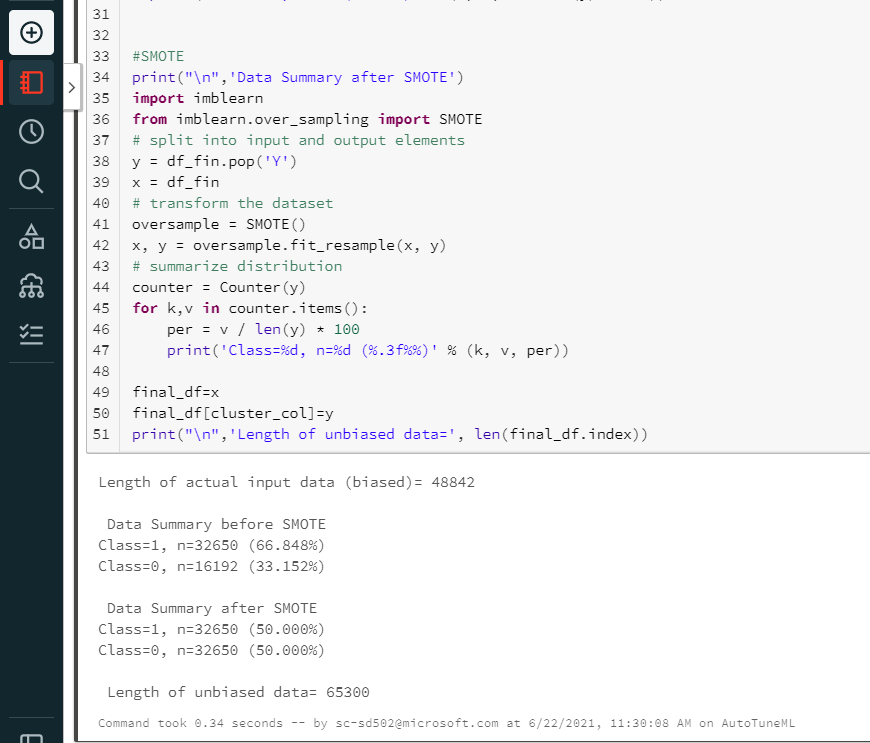 31
32
33 #SMOTE
34 print("\n",'Data Summary after SMOTE')
35 import imblearn
36 from imblearn.over_sampling import SMOTE
37 # split into input and output elements
38 y = df_fin.pop('Y')
39 x = df_fin
40 # transform the dataset
41 oversample = SMOTE()
42 x, y = oversample.fit_resample(x, y)
43 # summarize distribution
44 counter = Counter(y)
45 for k,v in counter.items():
46     per = v / len(y) * 100
47     print('Class=%d, n=%d (%.3f%%)' % (k, v, per))
48
49 final_df=x
50 final_df[cluster_col]=y
51 print("\n",'Length of unbiased data=', len(final_df.index))
Length of actual input data (biased)= 48842
Data Summary before SMOTE
Class=1, n=32650 (66.848%)
Class=0, n=16192 (33.152%)
Data Summary after SMOTE
Class=1, n=32650 (50.000%)
Class=0, n=32650 (50.000%)
Length of unbiased data= 65300
Command took 0.34 seconds -- by sc-sd502@microsoft.com at 6/22/2021, 11:30:08 AM on AutoTuneML